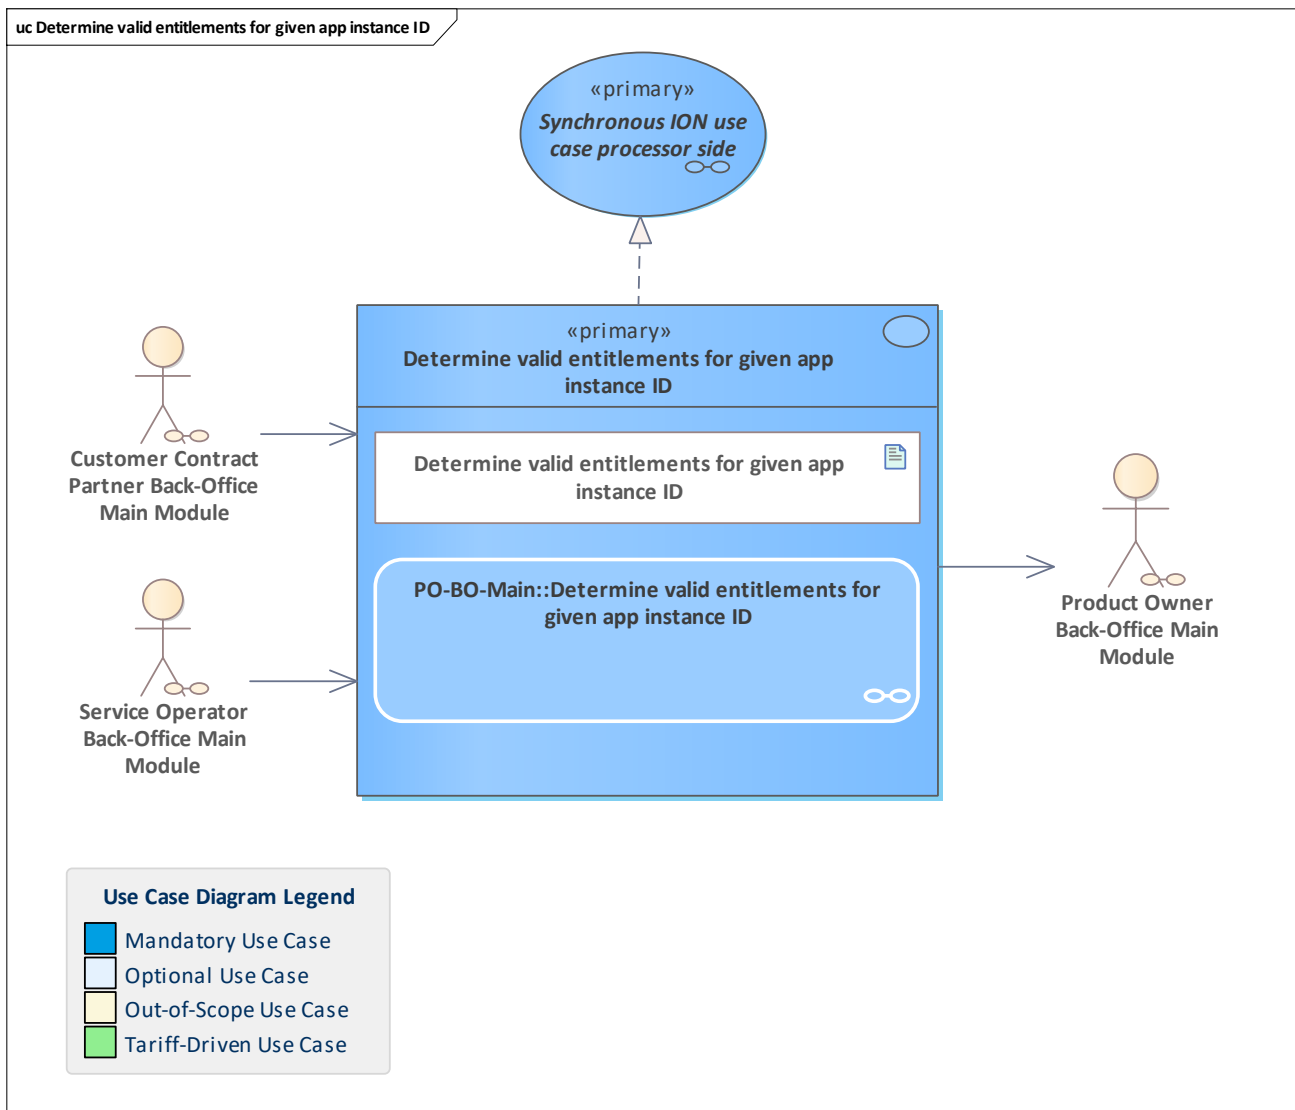 uc Determine valid entitlements for given app instance ID
«primary»
Synchronous ION use
case processor side
«primary»
Determine valid entitlements for given app
instance ID
Customer Contract
Partner Back-Office
Main Module
Determine valid entitlements for given app
instance ID
PO-BO-Main::Determine valid entitlements for
given app instance ID
Service Operator
Back-Office Main
Module
Product Owner
Back-Office Main
Module
Use Case Diagram Legend
Mandatory Use Case
Optional Use Case
Out-of-Scope Use Case
Tariff-Driven Use Case